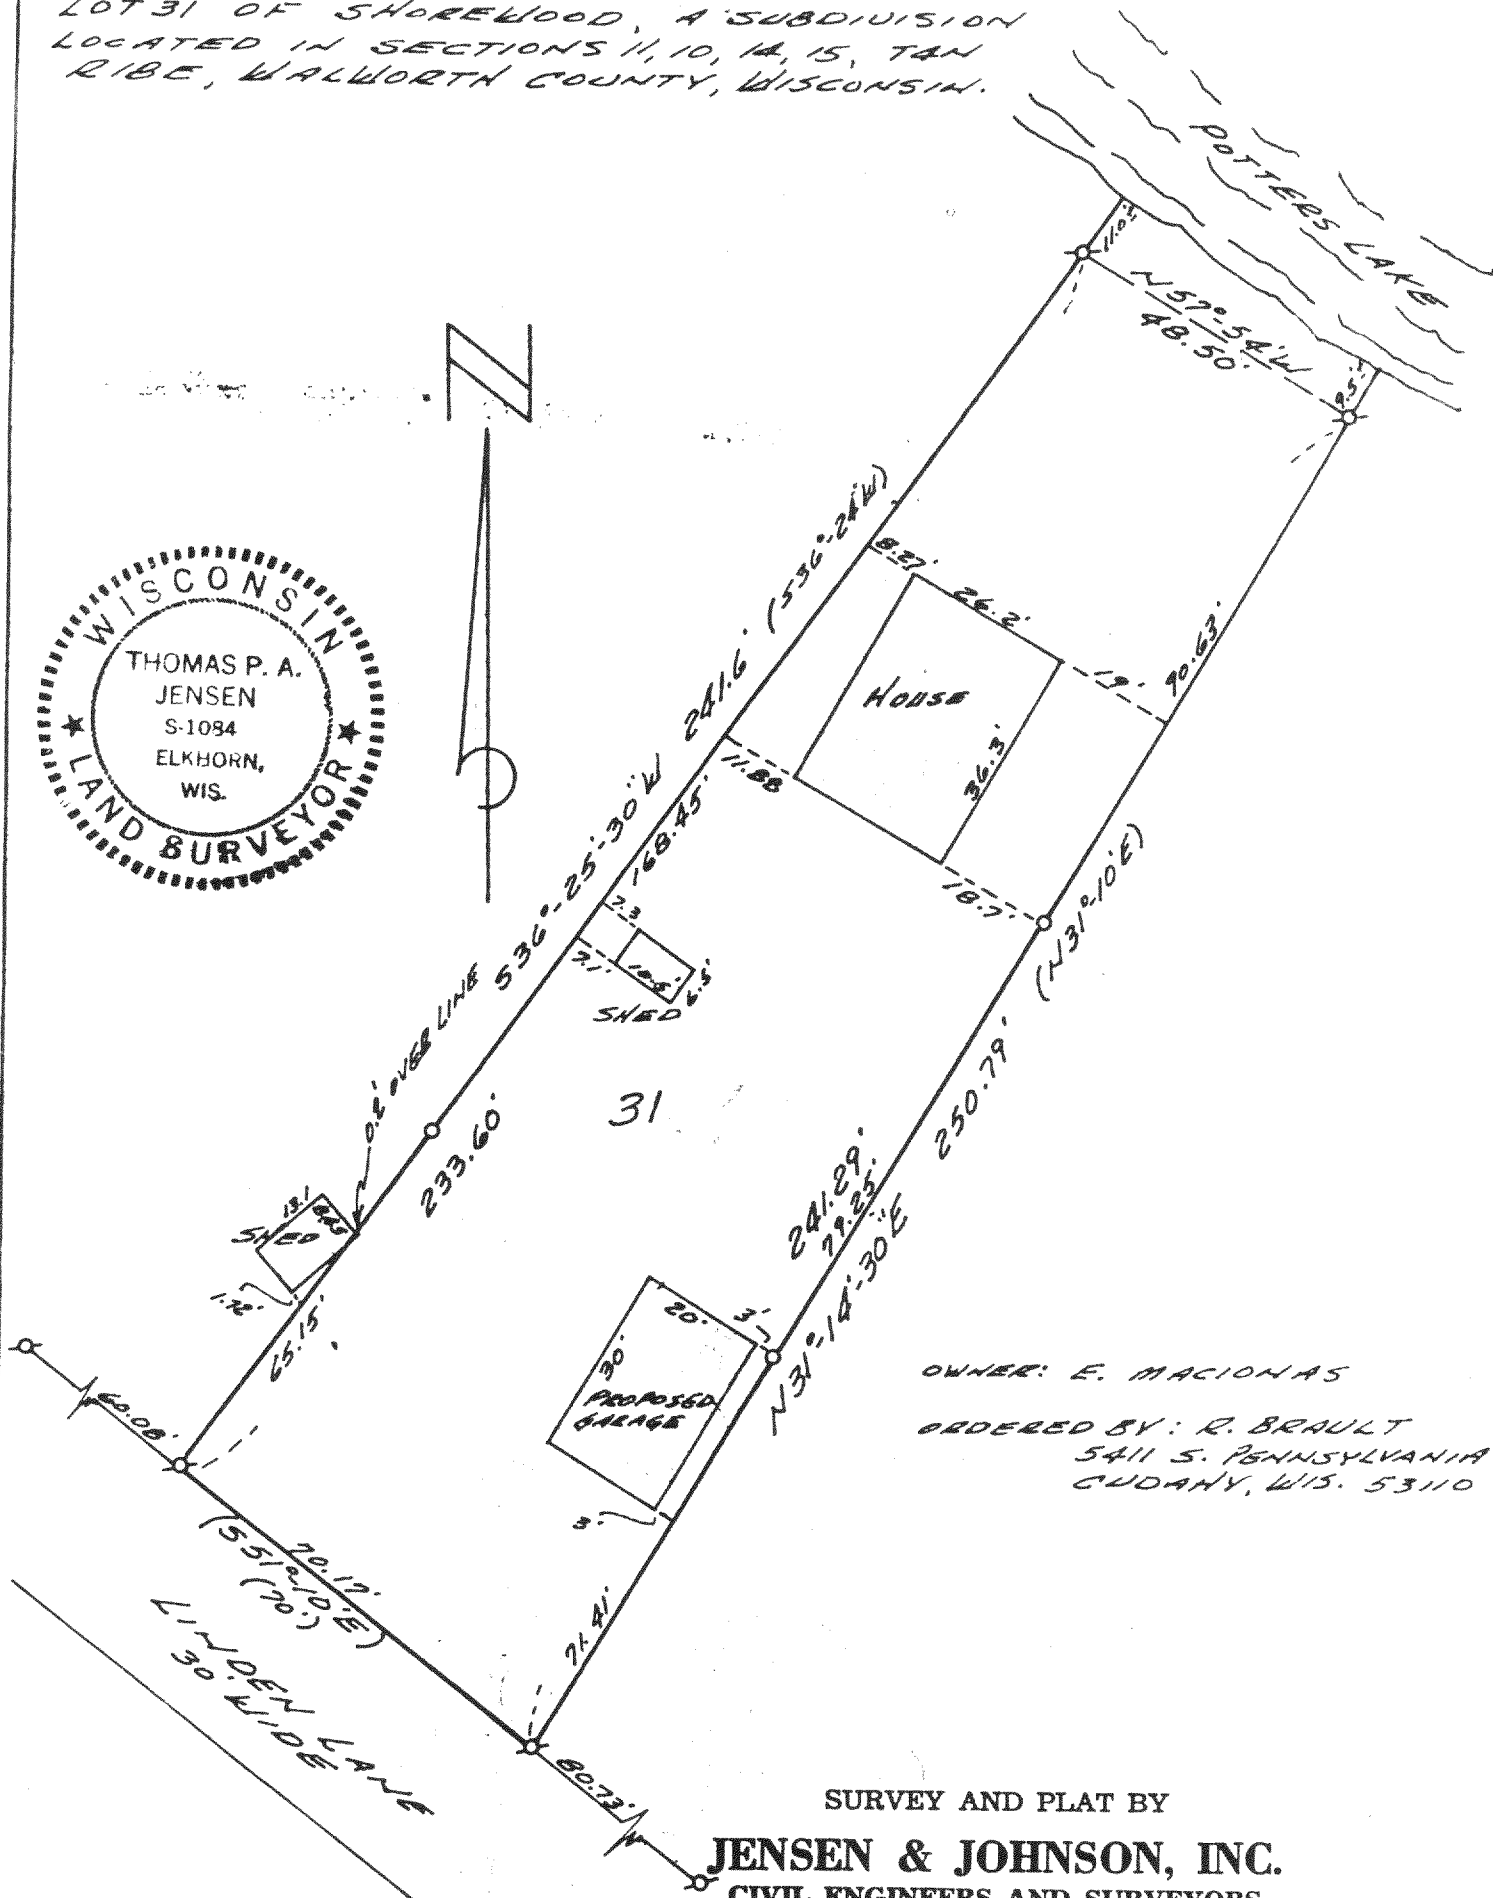 LOT 31 OF SHOREWOOD, A SUBDIVISION
LOCATED IN SECTIONS 11, 10, 14, 15, T4N
R18E, WALWORTH COUNTY, WISCONSIN.
POTTERS LAKE
11.0'±
N57°-54'W
48.50'
9.5'±
N
WISCONSIN
THOMAS P. A.
JENSEN
S-1084
ELKHORN,
WIS.
★ LAND SURVEYOR ★
(S36°-24'W)
241.6'
S36°-25'-30"W
8.27'
26.2'
19'
90.63'
HOUSE
36.3'
11.88
168.45'
18.7'
(N31°-10'E)
7.3
7.1'
10.5'
6.5'
SHED
0.2' OVER LINE
233.60'
31
250.79'
241.29'
79.25'
N31°-14'-30"E
13.1
SHED
1.72'
65.15'
20'
3'
30'
PROPOSED
GARAGE
3'
60.08'
71.41'
70.17'
(S51°-10'E)
(70')
LINDEN LANE
30' WIDE
80.73'
OWNER: E. MACIONAS
ORDERED BY: R. BRAULT
5411 S. PENNSYLVANIA
CUDAHY, WIS. 53110
SURVEY AND PLAT BY
JENSEN & JOHNSON, INC.
CIVIL ENGINEERS AND SURVEYORS